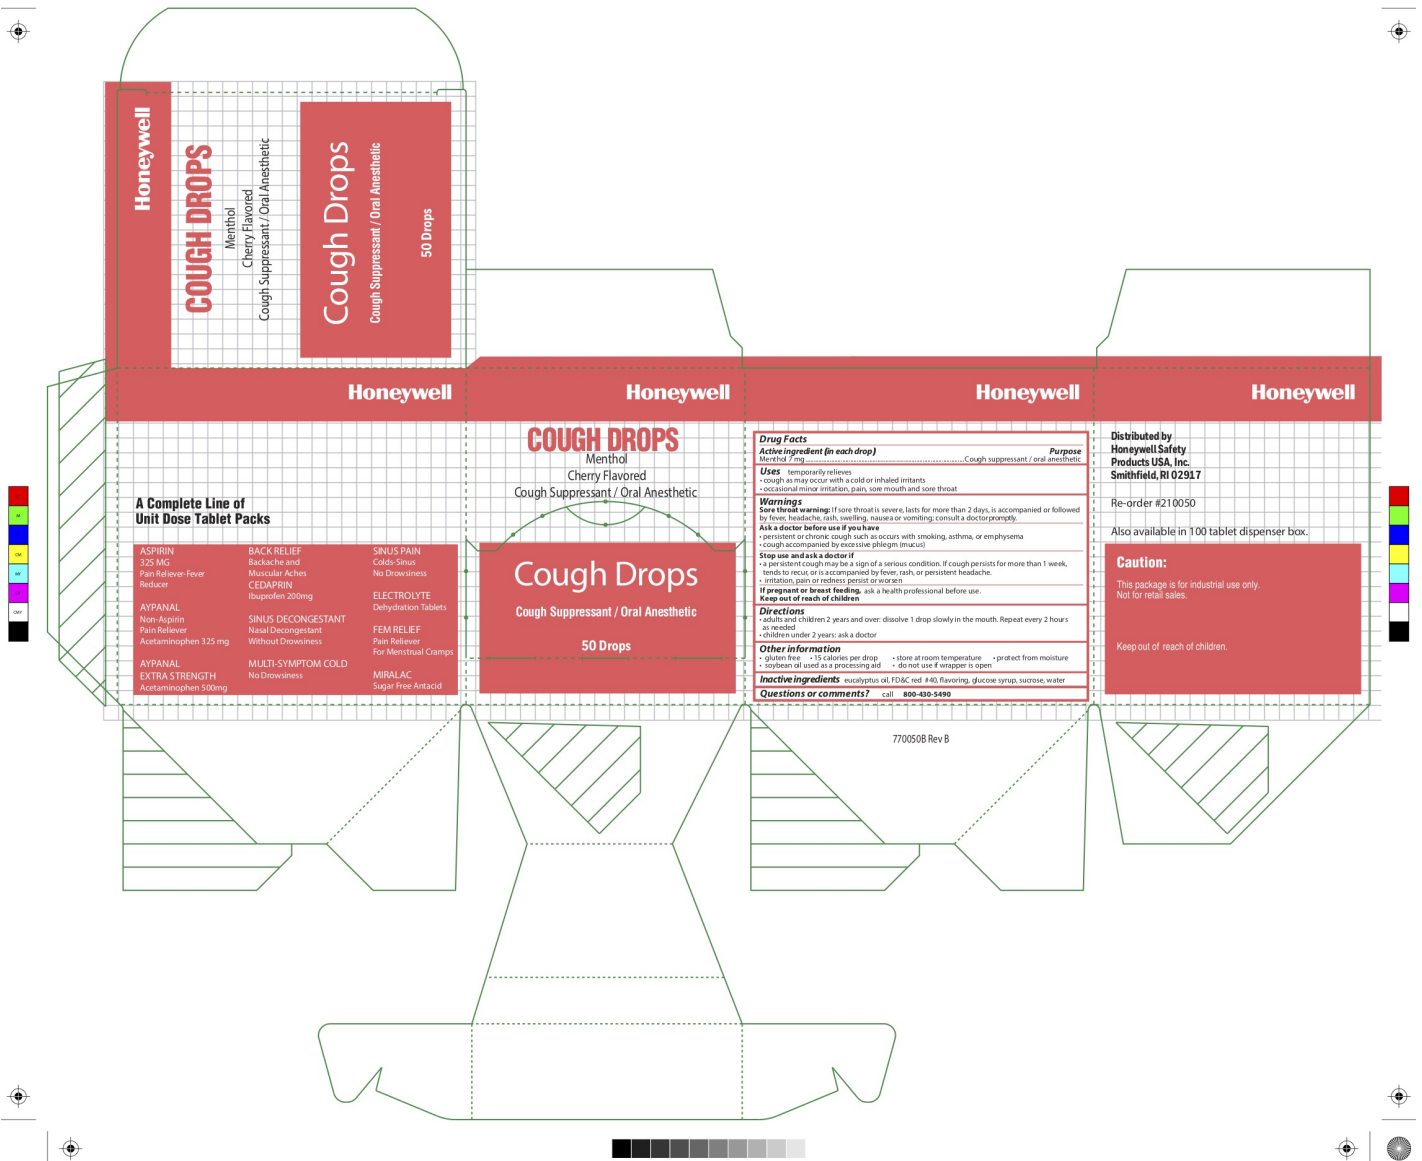 Honeywell
COUGH DROPS
Menthol
Cherry Flavored
Cough Suppressant / Oral Anesthetic
Cough Drops
Cough Suppressant / Oral Anesthetic
50 Drops
Honeywell
A Complete Line of
Unit Dose Tablet Packs
ASPIRIN
325 MG
Pain Reliever-Fever
Reducer
AYPANAL
Non-Aspirin
Pain Reliever
Acetaminophen 325 mg
AYPANAL
EXTRA STRENGTH
Acetaminophen 500mg
BACK RELIEF
Backache and
Muscular Aches
CEDAPRIN
Ibuprofen 200mg
SINUS DECONGESTANT
Nasal Decongestant
Without Drowsiness
MULTI-SYMPTOM COLD
No Drowsiness
SINUS PAIN
Colds-Sinus
No Drowsiness
ELECTROLYTE
Dehydration Tablets
FEM RELIEF
Pain Reliever
For Menstrual Cramps
MIRALAC
Sugar Free Antacid
Honeywell
COUGH DROPS
Menthol
Cherry Flavored
Cough Suppressant / Oral Anesthetic
Cough Drops
Cough Suppressant / Oral Anesthetic
50 Drops
Honeywell
Drug Facts
Active ingredient (in each drop) Purpose
Menthol 7 mg......Cough suppressant / oral anesthetic
Uses temporarily relieves
• cough as may occur with a cold or inhaled irritants
• occasional minor irritation, pain, sore mouth and sore throat
Warnings
Sore throat warning: If sore throat is severe, lasts for more than 2 days, is accompanied or followed
by fever, headache, rash, swelling, nausea or vomiting; consult a doctor promptly.
Ask a doctor before use if you have
• persistent or chronic cough such as occurs with smoking, asthma, or emphysema
• cough accompanied by excessive phlegm (mucus)
Stop use and ask a doctor if
• a persistent cough may be a sign of a serious condition. If cough persists for more than 1 week,
tends to recur, or is accompanied by fever, rash, or persistent headache.
• irritation, pain or redness persist or worsen
If pregnant or breast feeding, ask a health professional before use.
Keep out of reach of children
Directions
• adults and children 2 years and over: dissolve 1 drop slowly in the mouth. Repeat every 2 hours
as needed
• children under 2 years: ask a doctor
Other information
• gluten free • 15 calories per drop • store at room temperature • protect from moisture
• soybean oil used as a processing aid • do not use if wrapper is open
Inactive ingredients eucalyptus oil, FD&C red #40, flavoring, glucose syrup, sucrose, water
Questions or comments? call 800-430-5490
770050B Rev B
Honeywell
Distributed by
Honeywell Safety
Products USA, Inc.
Smithfield, RI 02917
Re-order #210050
Also available in 100 tablet dispenser box.
Caution:
This package is for industrial use only.
Not for retail sales.
Keep out of reach of children.